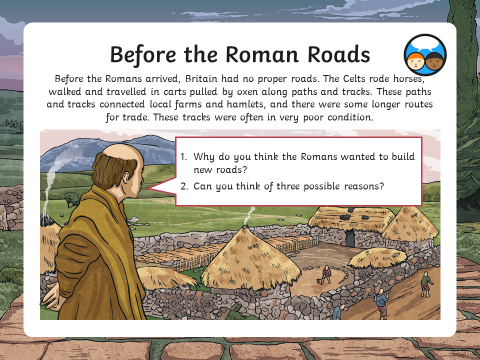 Before the Roman Roads
Before the Romans arrived, Britain had no proper roads. The Celts rode horses,
walked and travelled in carts pulled by oxen along paths and tracks. These paths
and tracks connected local farms and hamlets, and there were some longer routes
for trade. These tracks were often in very poor condition.
1. Why do you think the Romans wanted to build
new roads?
2. Can you think of three possible reasons?